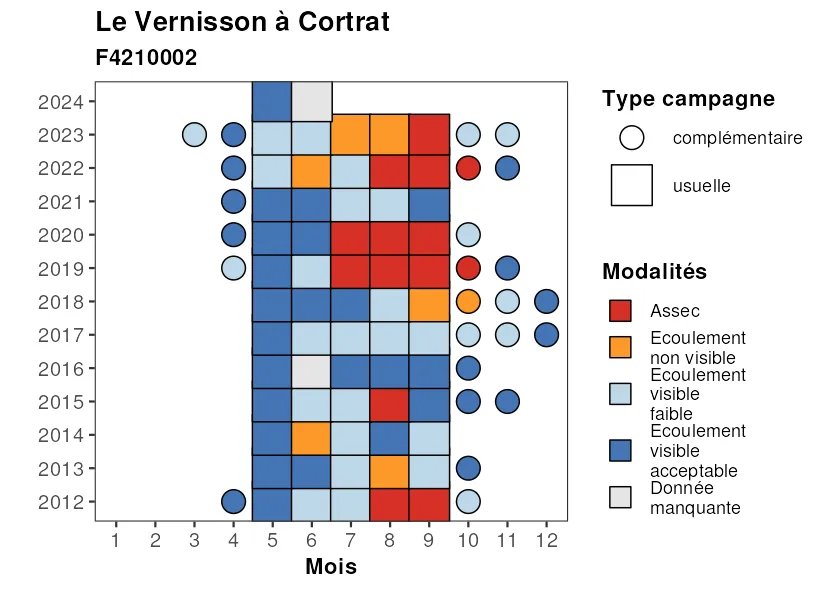 Le Vernisson à Cortrat
F4210002
2024
2023
2022
2021
2020
2019
2018
2017
2016
2015
2014
2013
2012
1 2 3 4 5 6 7 8 9 10 11 12
Mois
Type campagne
complémentaire
usuelle
Modalités
Assec
Ecoulement
non visible
Ecoulement
visible
faible
Ecoulement
visible
acceptable
Donnée
manquante